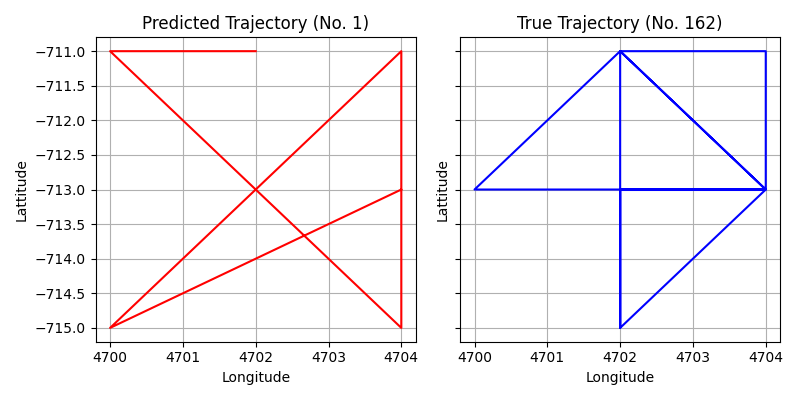 Predicted Trajectory (No. 1)
True Trajectory (No. 162)
Lattitude
−711.0
−711.5
−712.0
−712.5
−713.0
−713.5
−714.0
−714.5
−715.0
4700 4701 4702 4703 4704
Longitude
Lattitude
4700 4701 4702 4703 4704
Longitude